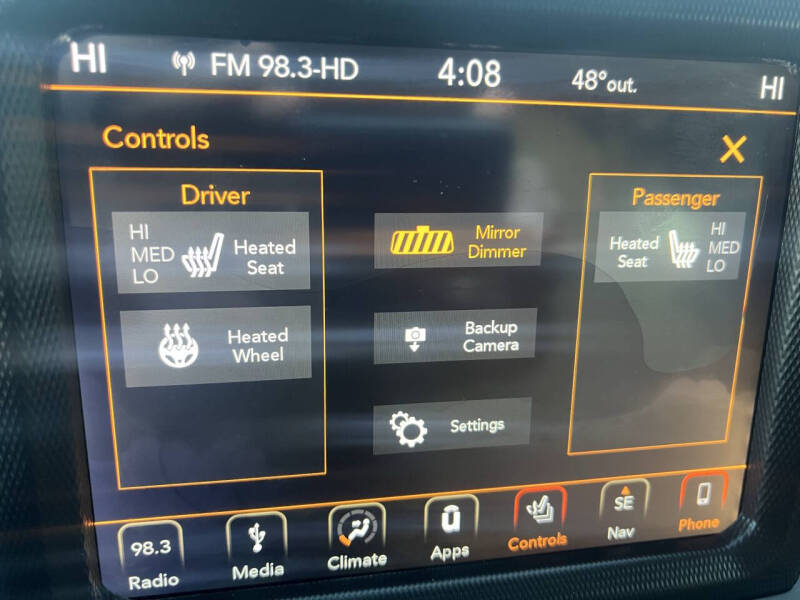 HI FM 98.3-HD 4:08 48°out. HI
Controls
Driver
HI
MED
LO
Heated
Seat
Heated
Wheel
Mirror
Dimmer
Backup
Camera
Settings
Passenger
Heated
Seat
HI
MED
LO
98.3
Radio
Media
Climate
Apps
Controls
SE
Nav
Phone